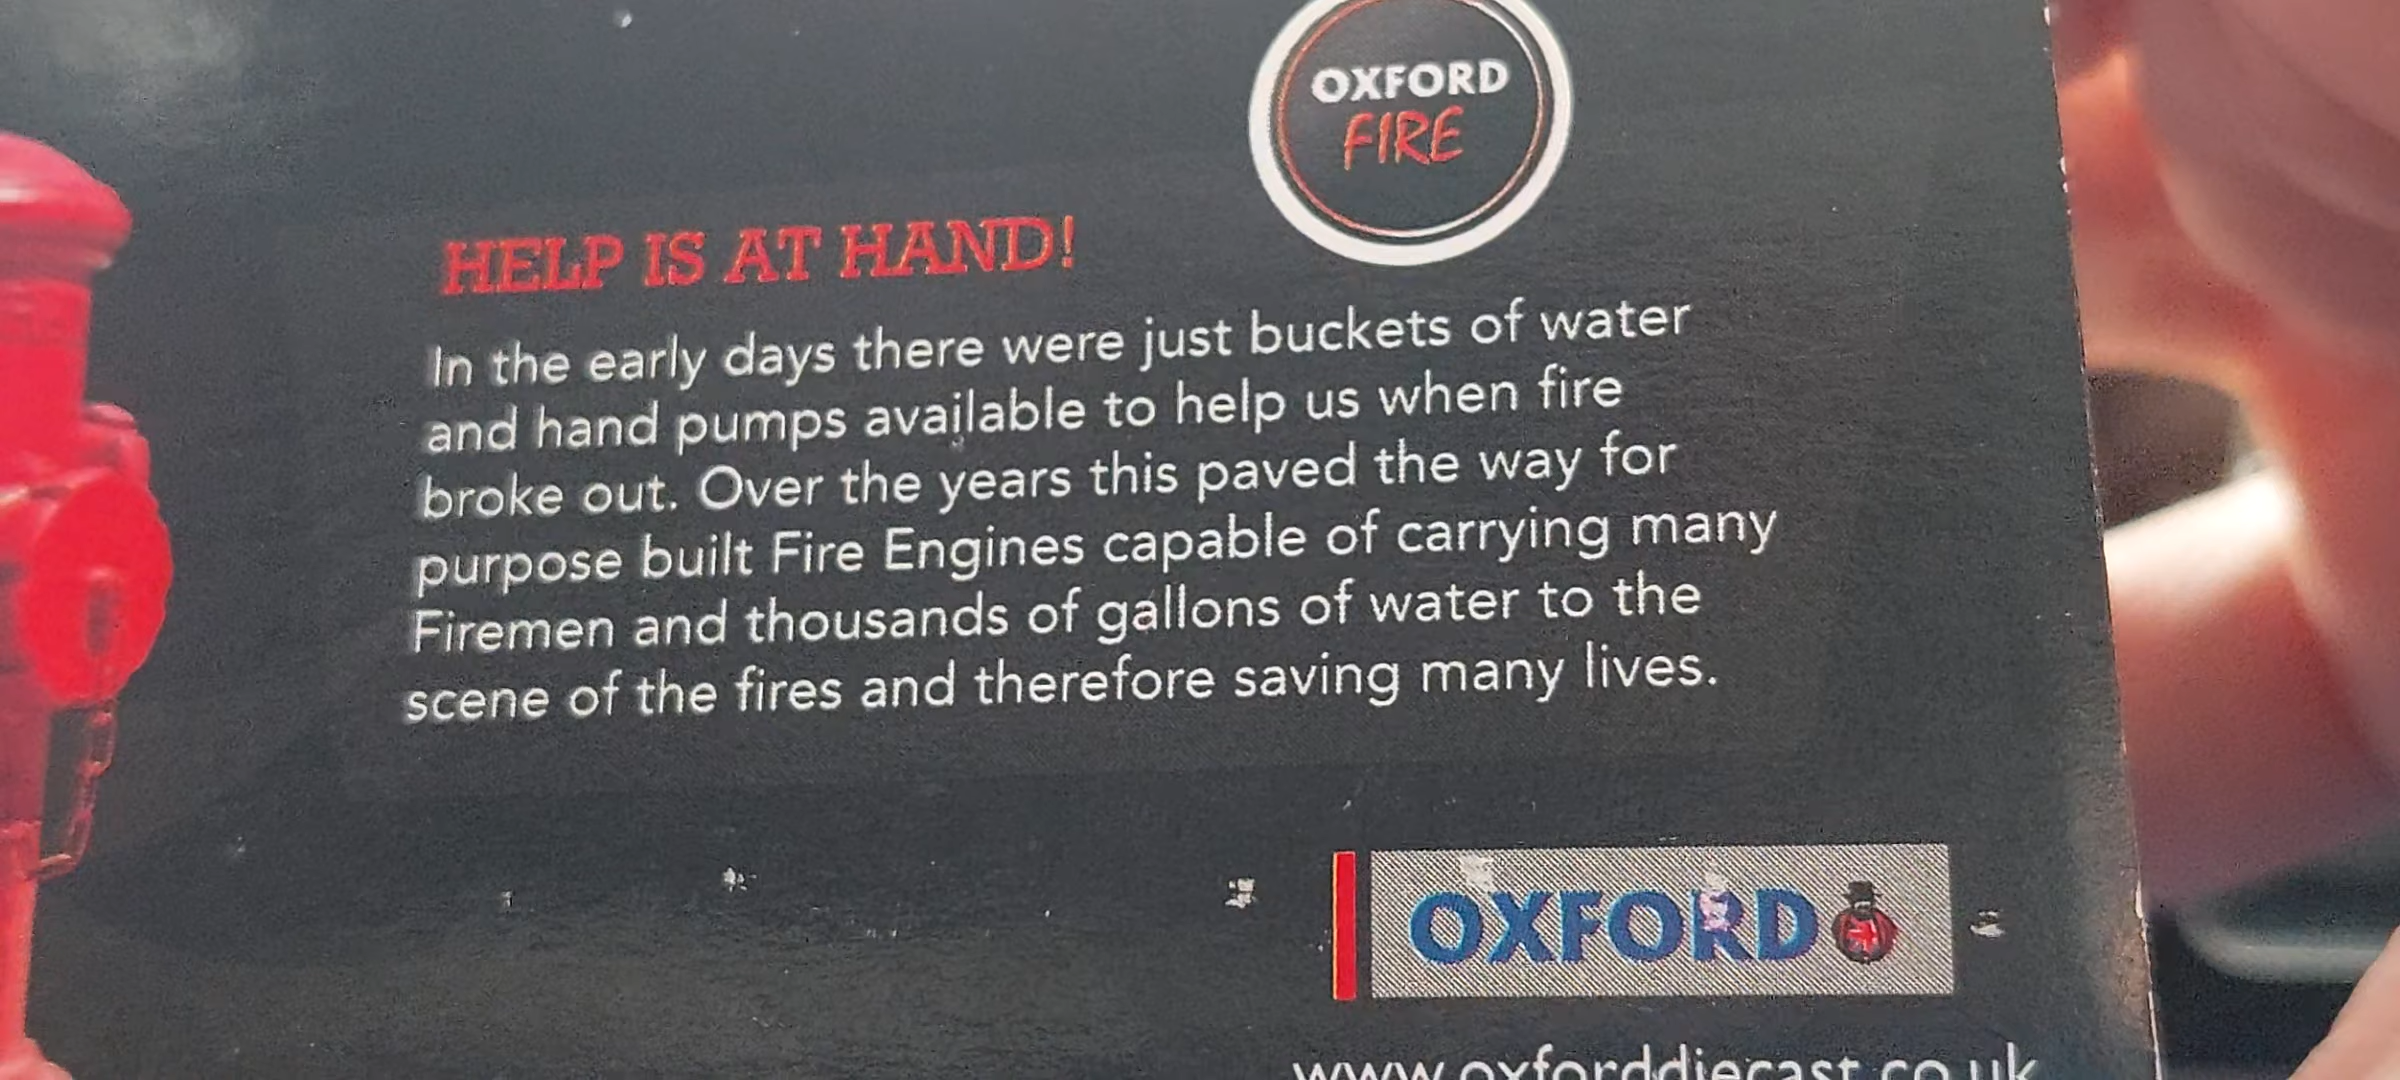 OXFORD
FIRE
HELP IS AT HAND!
In the early days there were just buckets of water
and hand pumps available to help us when fire
broke out. Over the years this paved the way for
purpose built Fire Engines capable of carrying many
Firemen and thousands of gallons of water to the
scene of the fires and therefore saving many lives.
OXFORD
www.oxforddiecast.co.uk